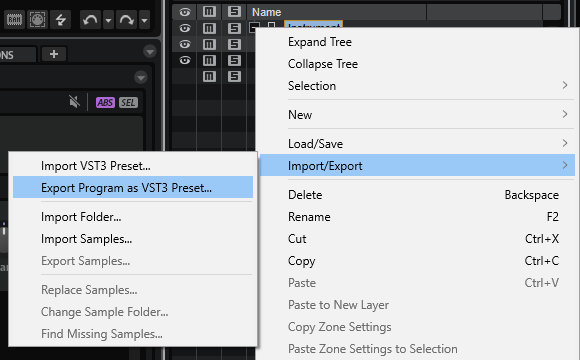 M S Name
M S Instrument
M S
M S
M S
ONS +
ABS SEL
Expand Tree
Collapse Tree
Selection
New
Load/Save
Import/Export
Delete Backspace
Rename F2
Cut Ctrl+X
Copy Ctrl+C
Paste Ctrl+V
Paste to New Layer
Copy Zone Settings
Paste Zone Settings to Selection
Import VST3 Preset...
Export Program as VST3 Preset...
Import Folder...
Import Samples...
Export Samples...
Replace Samples...
Change Sample Folder...
Find Missing Samples...